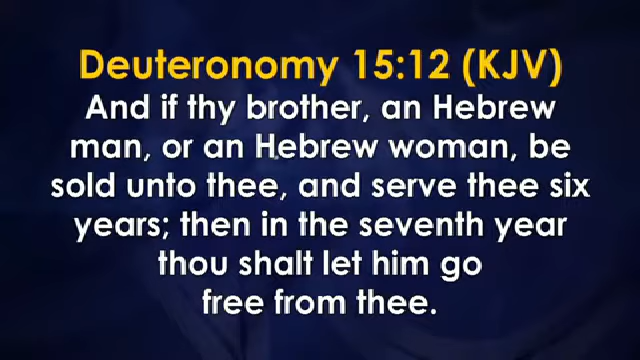 Deuteronomy 15:12 (KJV)
And if thy brother, an Hebrew
man, or an Hebrew woman, be
sold unto thee, and serve thee six
years; then in the seventh year
thou shalt let him go
free from thee.